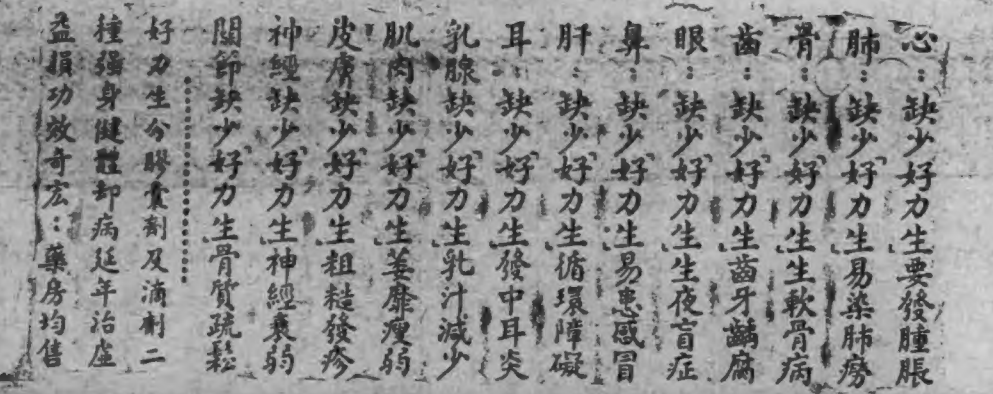 心：缺少「好力生」要發腫脹
肺：缺少「好力生」易染肺癆
骨：缺少「好力生」生軟骨病
齒：缺少「好力生」齒牙齲腐
眼：缺少「好力生」生夜盲症
鼻：缺少「好力生」易患感冒
肝：缺少「好力生」循環障礙
耳：缺少「好力生」發中耳炎
乳腺缺少「好力生」乳汁減少
肌肉缺少「好力生」萎靡瘦弱
皮膚缺少「好力生」粗糙發疹
神經缺少「好力生」神經衰弱
關節缺少「好力生」骨質疏鬆
好力生分膠囊劑及滴劑二
種强身健體卸病延年冶虛
益損功效奇宏：藥房均售